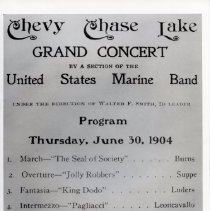 Chevy Chase Lake
GRAND CONCERT
BY A SECTION OF THE
United States Marine Band
UNDER THE DIRECTION OF WALTER F. SMITH, 2D LEADER
Program
Thursday, June 30, 1904
1. March—"The Seal of Society" . . Burns
2. Overture—"Jolly Robbers" . . Suppe
3. Fantasia—"King Dodo" . . Luders
4. Intermezzo—"Pagliacci" . . Leoncavallo